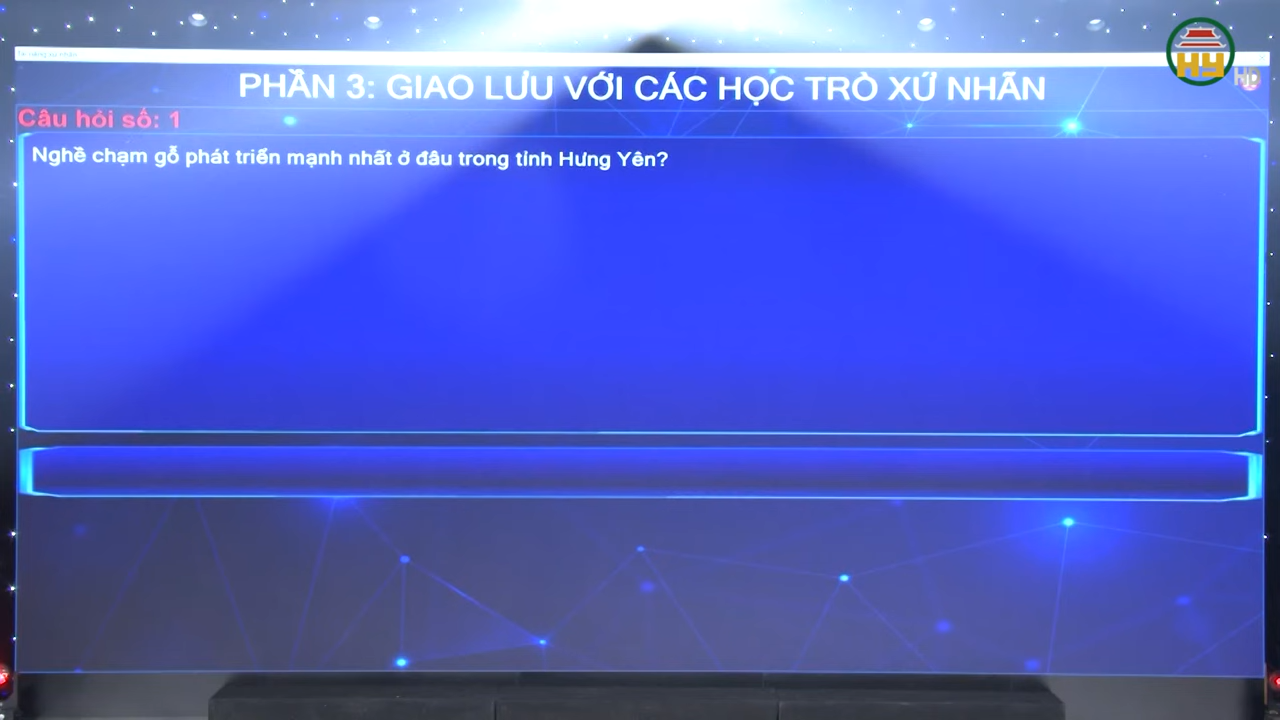 PHẦN 3: GIAO LƯU VỚI CÁC HỌC TRÒ XỨ NHÃN
Câu hỏi số: 1
Nghề chạm gỗ phát triển mạnh nhất ở đâu trong tỉnh Hưng Yên?
HY
HD